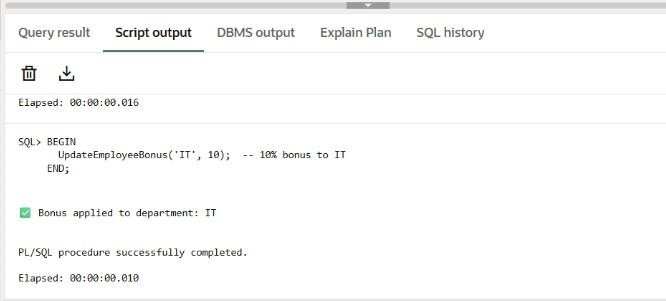 Query result Script output DBMS output Explain Plan SQL history
Elapsed: 00:00:00.016
SQL> BEGIN
UpdateEmployeeBonus('IT', 10); -- 10% bonus to IT
END;
✅ Bonus applied to department: IT
PL/SQL procedure successfully completed.
Elapsed: 00:00:00.010